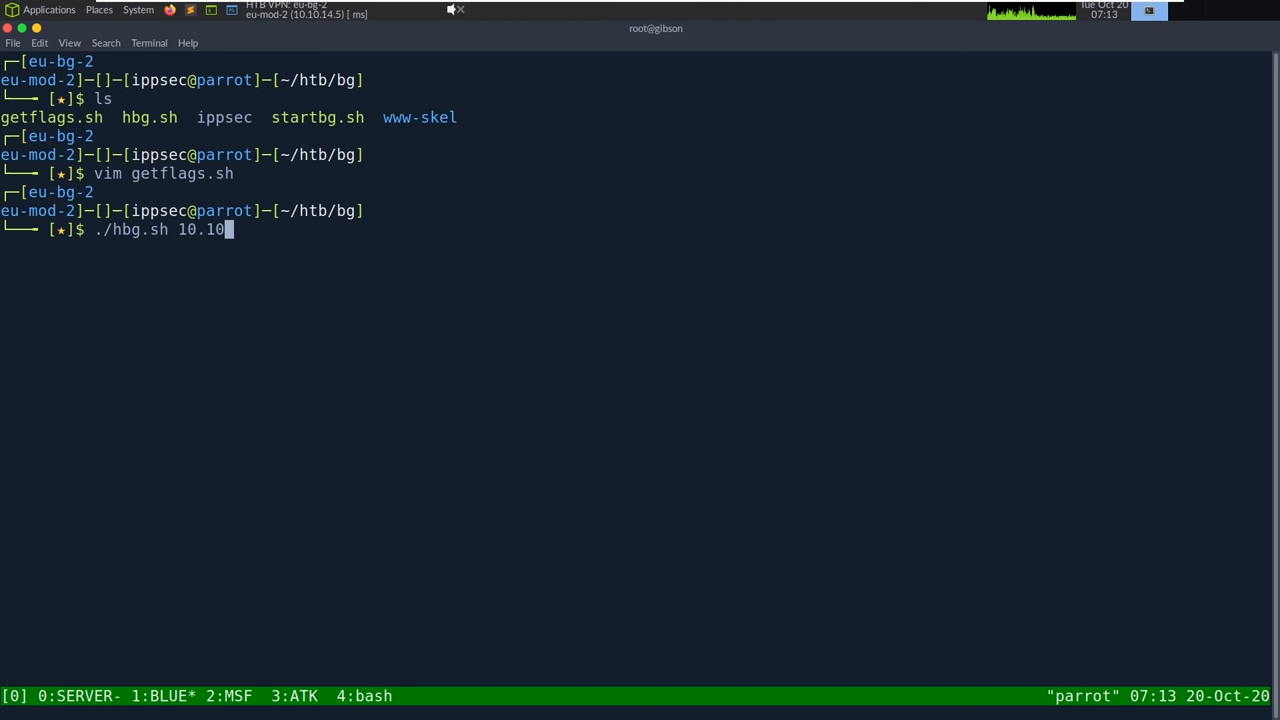 Applications Places System
HTB VPN: eu-bg-2
eu-mod-2 (10.10.14.5) [ ms]
Tue Oct 20
07:13
root@gibson
File Edit View Search Terminal Help
┌─[eu-bg-2
eu-mod-2]─[]─[ippsec@parrot]─[~/htb/bg]
└──╼ [★]$ ls
getflags.sh hbg.sh ippsec startbg.sh www-skel
┌─[eu-bg-2
eu-mod-2]─[]─[ippsec@parrot]─[~/htb/bg]
└──╼ [★]$ vim getflags.sh
┌─[eu-bg-2
eu-mod-2]─[]─[ippsec@parrot]─[~/htb/bg]
└──╼ [★]$ ./hbg.sh 10.10
[0] 0:SERVER- 1:BLUE* 2:MSF 3:ATK 4:bash "parrot" 07:13 20-Oct-20